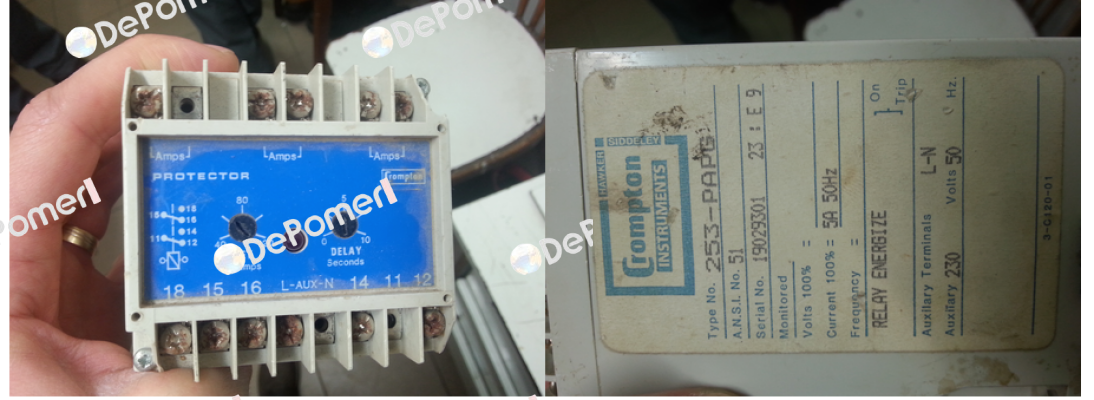 DePomerI
DePomerI
DePomerI
DePomerI
DePomerI
Amps
Amps
Amps
PROTECTOR
Crompton
15 18
16
14
11 12
80
40
5
0 10
DELAY
Seconds
18 15 16 L-AUX-N 14 11 12
HAWKER SIDDELEY
Crompton
INSTRUMENTS
Type No. 253-PAPG
A.N.S.I. No. 51
Serial No. 19029301 23 : E 9
Monitored
Volts 100% =
Current 100% = 5A 50Hz
Frequency =
RELAY ENERGIZE } On
Trip
Auxilary Terminals L-N
Auxilary 230 Volts 50 Hz.
3-G120-01